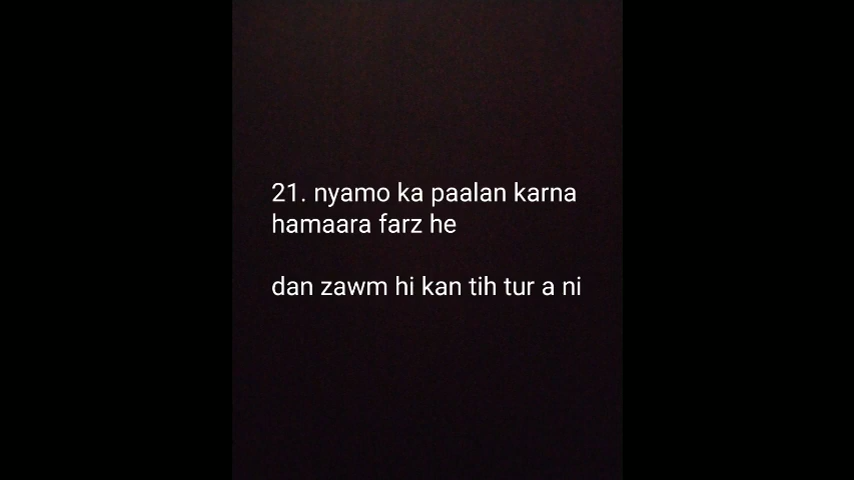 21. nyamo ka paalan karna
hamaara farz he
dan zawm hi kan tih tur a ni